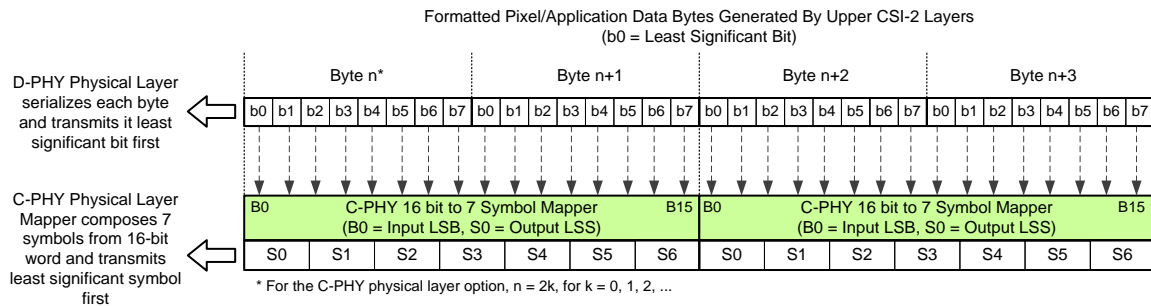 Formatted Pixel/Application Data Bytes Generated By Upper CSI-2 Layers
(b0 = Least Significant Bit)
Byte n* Byte n+1 Byte n+2 Byte n+3
D-PHY Physical Layer
serializes each byte
and transmits it least
significant bit first
b0 b1 b2 b3 b4 b5 b6 b7 b0 b1 b2 b3 b4 b5 b6 b7 b0 b1 b2 b3 b4 b5 b6 b7 b0 b1 b2 b3 b4 b5 b6 b7
C-PHY Physical Layer
Mapper composes 7
symbols from 16-bit
word and transmits
least significant symbol
first
B0 C-PHY 16 bit to 7 Symbol Mapper B15 B0 C-PHY 16 bit to 7 Symbol Mapper B15
(B0 = Input LSB, S0 = Output LSS) (B0 = Input LSB, S0 = Output LSS)
S0 S1 S2 S3 S4 S5 S6 S0 S1 S2 S3 S4 S5 S6
* For the C-PHY physical layer option, n = 2k, for k = 0, 1, 2, ...